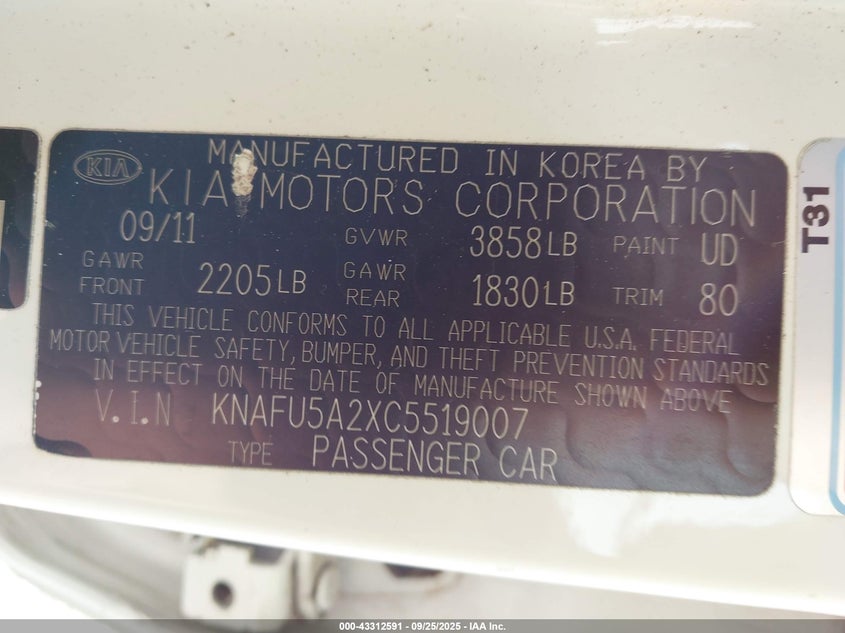 KIA
MANUFACTURED IN KOREA BY
KIA MOTORS CORPORATION
09/11 GVWR 3858LB PAINT UD
GAWR FRONT 2205LB GAWR REAR 1830LB TRIM 80
THIS VEHICLE CONFORMS TO ALL APPLICABLE U.S.A. FEDERAL
MOTOR VEHICLE SAFETY, BUMPER, AND THEFT PREVENTION STANDARDS
IN EFFECT ON THE DATE OF MANUFACTURE SHOWN ABOVE
V.I.N KNAFU5A2XC5519007
TYPE PASSENGER CAR
T31
000-43312591 - 09/25/2025 - IAA Inc.